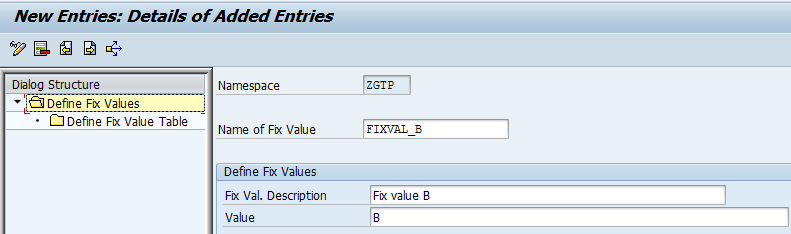 New Entries: Details of Added Entries
Dialog Structure
Define Fix Values
Define Fix Value Table
Namespace ZGTP
Name of Fix Value FIXVAL_B
Define Fix Values
Fix Val. Description Fix value B
Value B